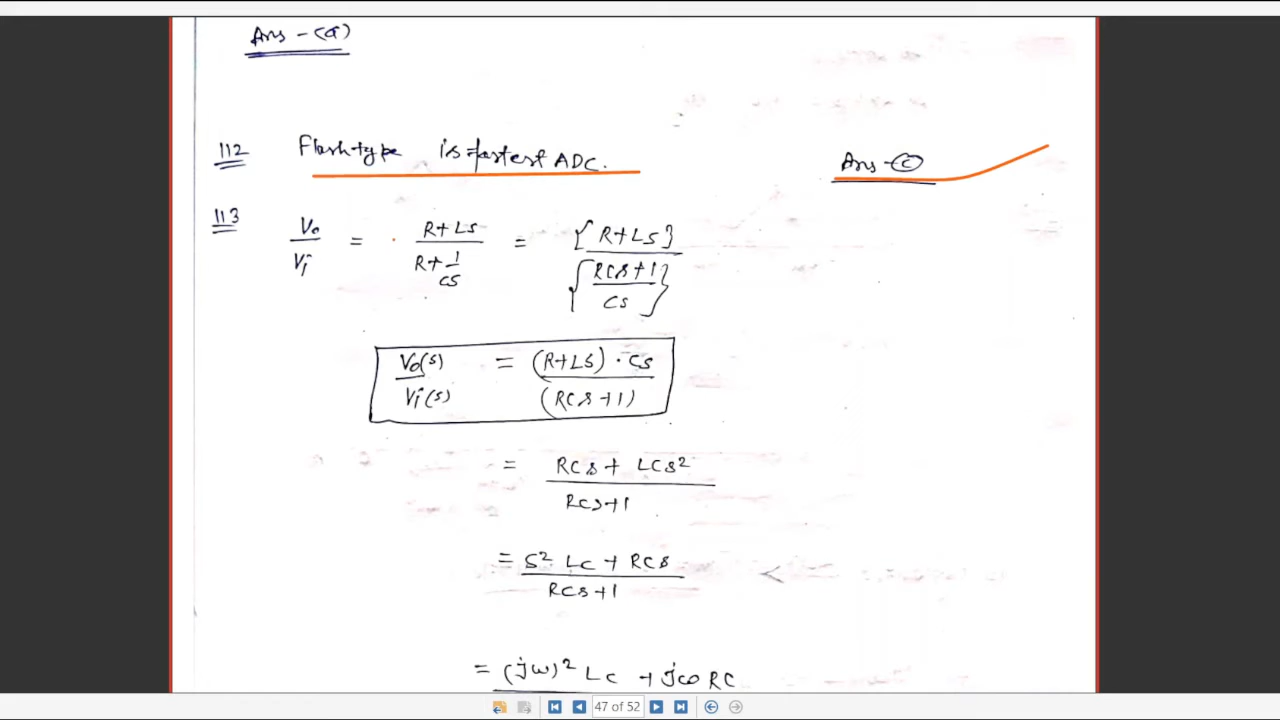 Ans - (a)
112 Flash type is fastest ADC. Ans - (c)
113 Vo/Vi = R+LS / R+1/CS = {R+LS} / {RCS+1 / CS}
Vo(s)/Vi(s) = (R+LS) · CS / (RCS+1)
= RCS + LCS² / RCS+1
= S² LC + RCS / RCS+1
= (jω)² LC + jω RC
47 of 52